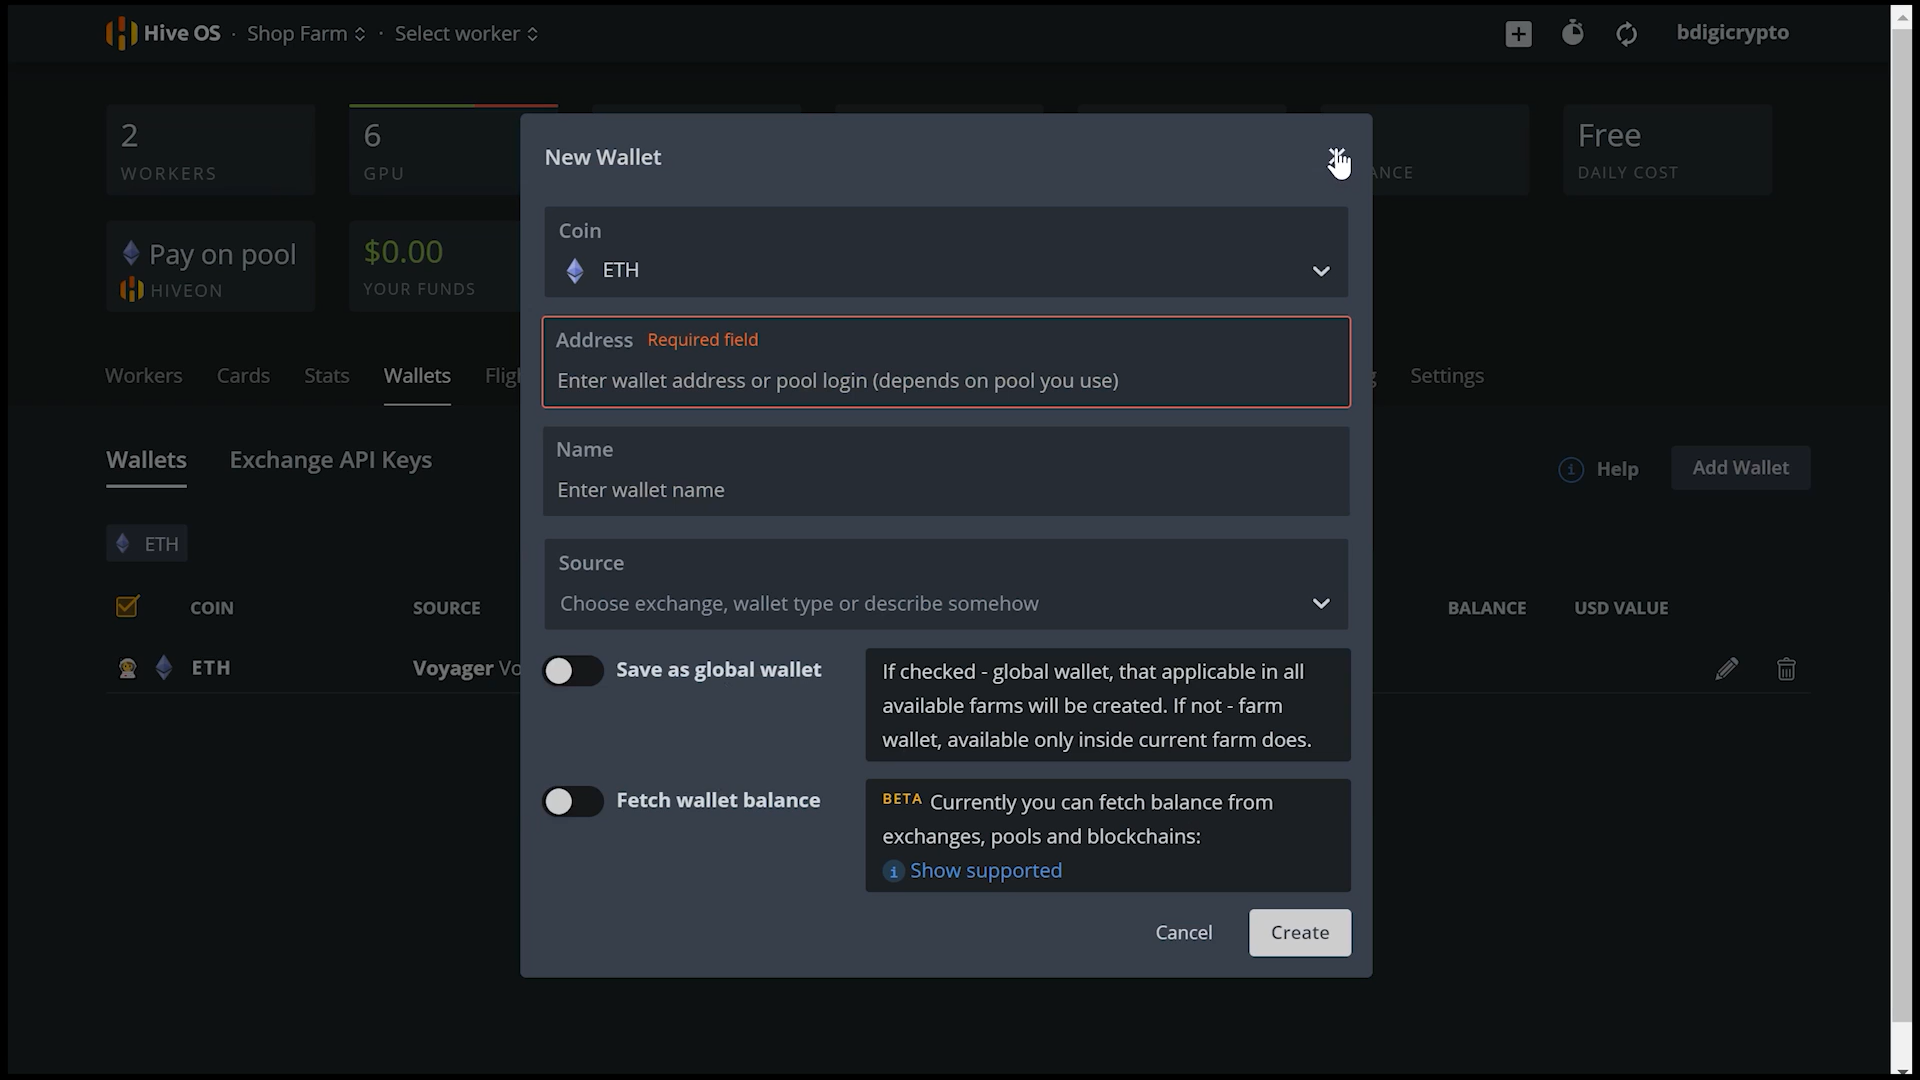 Hive OS · Shop Farm · Select worker
bdigicrypto
2
WORKERS
6
GPU
ANCE
Free
DAILY COST
Pay on pool
HIVEON
$0.00
YOUR FUNDS
Workers Cards Stats Wallets Fligh Settings
Wallets Exchange API Keys
Help Add Wallet
ETH
COIN SOURCE BALANCE USD VALUE
ETH Voyager Vo
New Wallet
Coin
ETH
Address Required field
Enter wallet address or pool login (depends on pool you use)
Name
Enter wallet name
Source
Choose exchange, wallet type or describe somehow
Save as global wallet
If checked - global wallet, that applicable in all
available farms will be created. If not - farm
wallet, available only inside current farm does.
Fetch wallet balance
BETA Currently you can fetch balance from
exchanges, pools and blockchains:
Show supported
Cancel Create